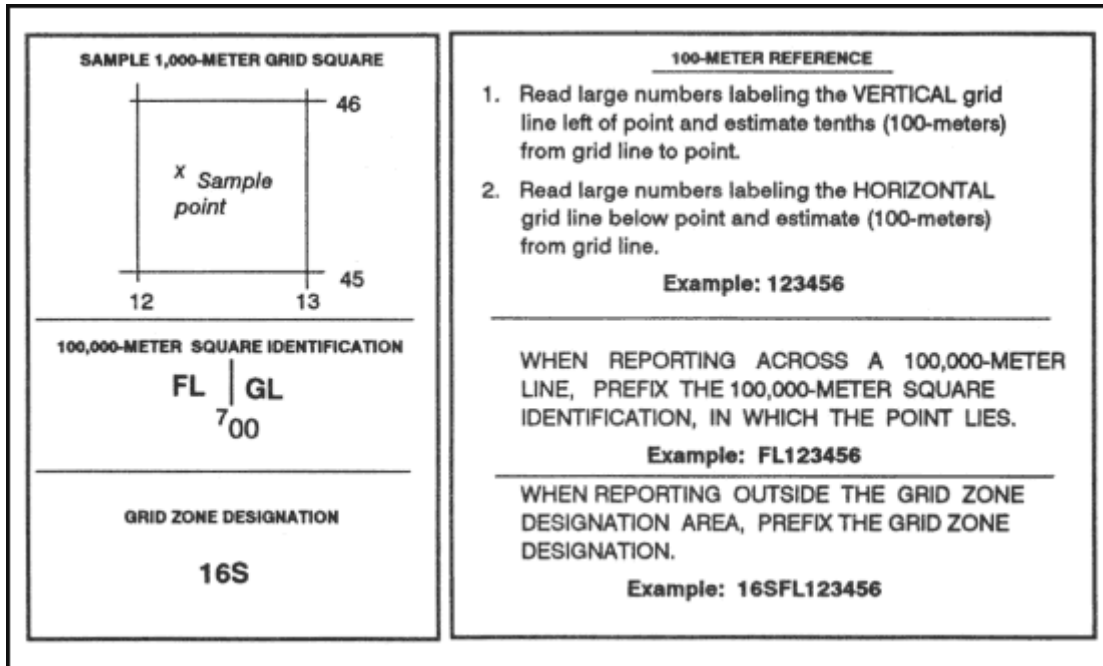 SAMPLE 1,000-METER GRID SQUARE
46
x Sample
point
45
12 13
100,000-METER SQUARE IDENTIFICATION
FL | GL
700
GRID ZONE DESIGNATION
16S
100-METER REFERENCE
1. Read large numbers labeling the VERTICAL grid
line left of point and estimate tenths (100-meters)
from grid line to point.
2. Read large numbers labeling the HORIZONTAL
grid line below point and estimate (100-meters)
from grid line.
Example: 123456
WHEN REPORTING ACROSS A 100,000-METER
LINE, PREFIX THE 100,000-METER SQUARE
IDENTIFICATION, IN WHICH THE POINT LIES.
Example: FL123456
WHEN REPORTING OUTSIDE THE GRID ZONE
DESIGNATION AREA, PREFIX THE GRID ZONE
DESIGNATION.
Example: 16SFL123456